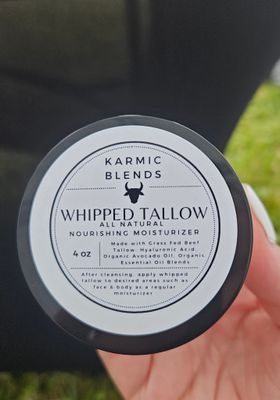 KARMIC
BLENDS
WHIPPED TALLOW
ALL NATURAL
NOURISHING MOISTURIZER
4 oz
Made with Grass Fed Beef
Tallow, Hyaluronic Acid,
Organic Avocado Oil, Organic
Essential Oil Blends
After cleansing, apply whipped
tallow to desired areas such as
face & body as a regular
moisturizer